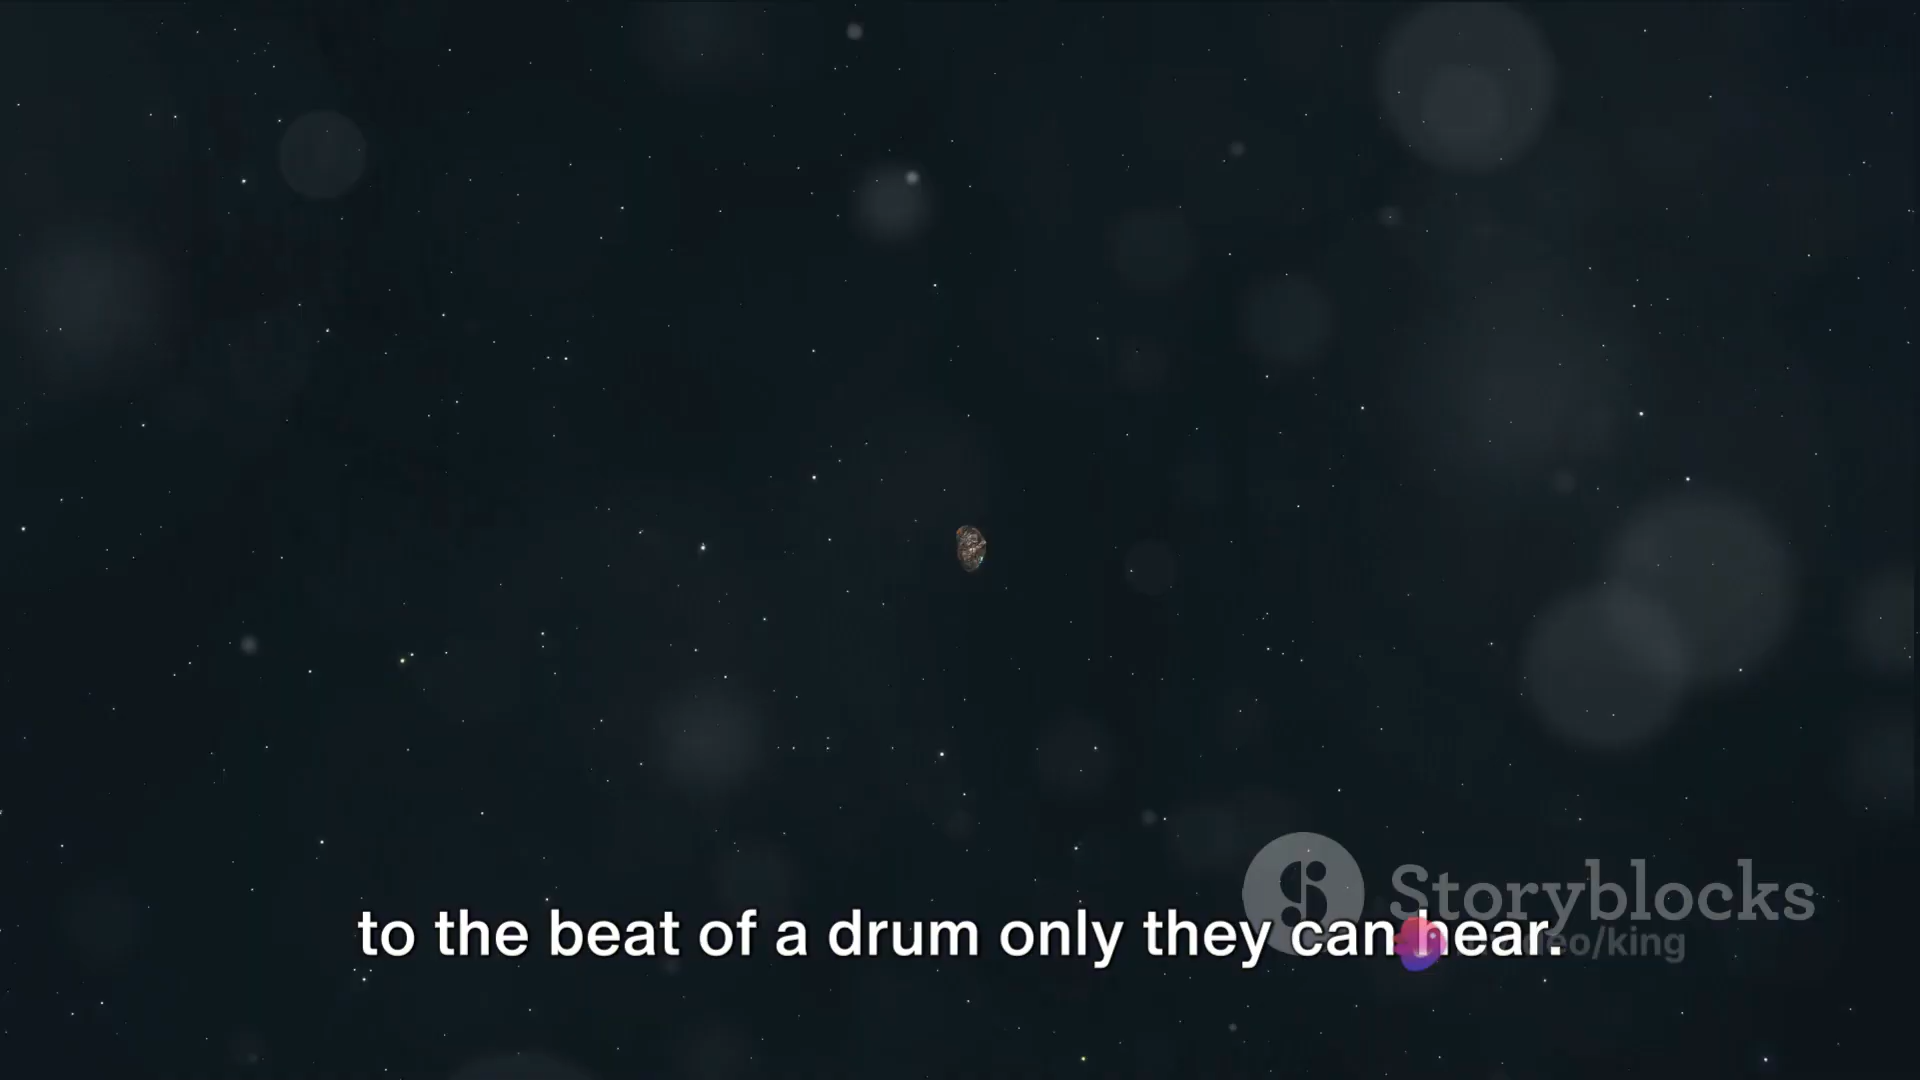 Storyblocks
to the beat of a drum only they can hear.